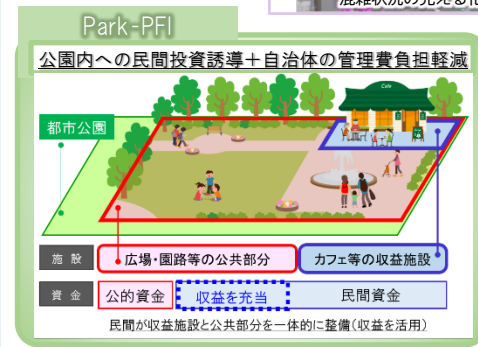 Park-PFI
公園内への民間投資誘導＋自治体の管理費負担軽減
Cafe
都市公園
施設 広場・園路等の公共部分 カフェ等の収益施設
資金 公的資金 収益を充当 民間資金
民間が収益施設と公共部分を一体的に整備(収益を活用)